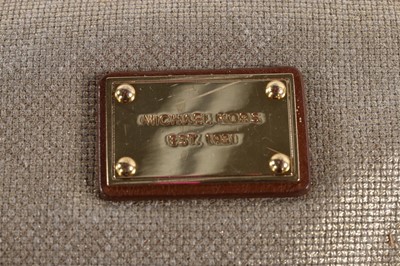 MICHAEL KORS
EST. 1981